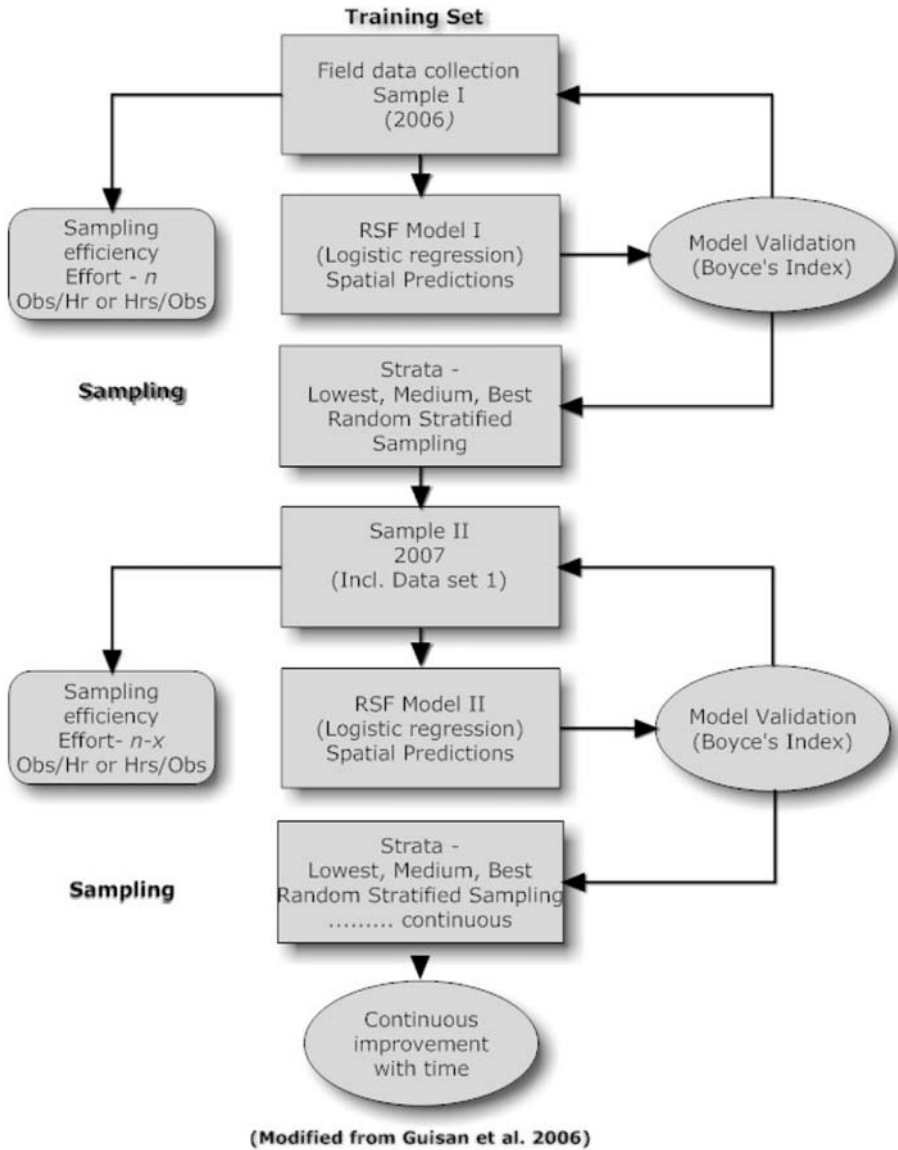 Training Set
Field data collection
Sample I
(2006)
Sampling
efficiency
Effort - n
Obs/Hr or Hrs/Obs
RSF Model I
(Logistic regression)
Spatial Predictions
Model Validation
(Boyce's Index)
Sampling
Strata -
Lowest, Medium, Best
Random Stratified
Sampling
Sample II
2007
(Incl. Data set 1)
Sampling
efficiency
Effort- n-x
Obs/Hr or Hrs/Obs
RSF Model II
(Logistic regression)
Spatial Predictions
Model Validation
(Boyce's Index)
Sampling
Strata -
Lowest, Medium, Best
Random Stratified Sampling
......... continuous
Continuous
improvement
with time
(Modified from Guisan et al. 2006)